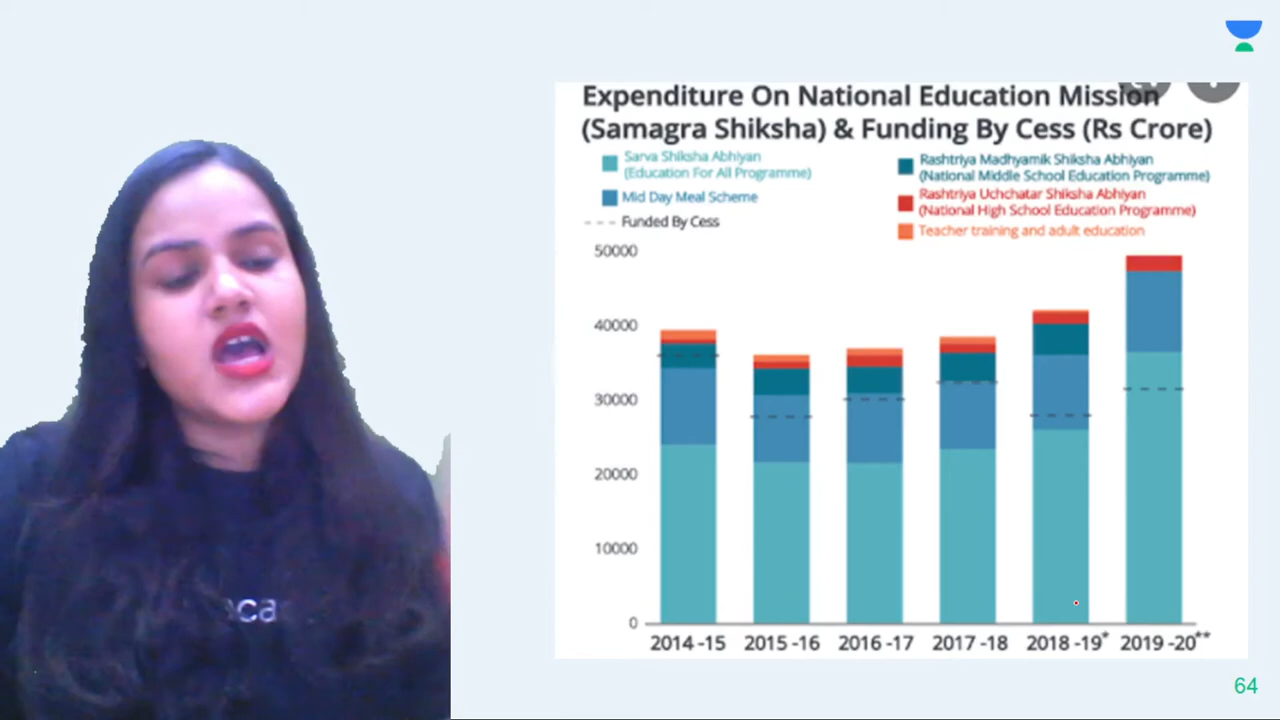 Expenditure On National Education Mission
(Samagra Shiksha) & Funding By Cess (Rs Crore)
Sarva Shiksha Abhiyan
(Education For All Programme)
Mid Day Meal Scheme
Funded By Cess
Rashtriya Madhyamik Shiksha Abhiyan
(National Middle School Education Programme)
Rashtriya Uchchatar Shiksha Abhiyan
(National High School Education Programme)
Teacher training and adult education
50000
40000
30000
20000
10000
0
2014 -15 2015 -16 2016 -17 2017 -18 2018 -19* 2019 -20**
aca
64